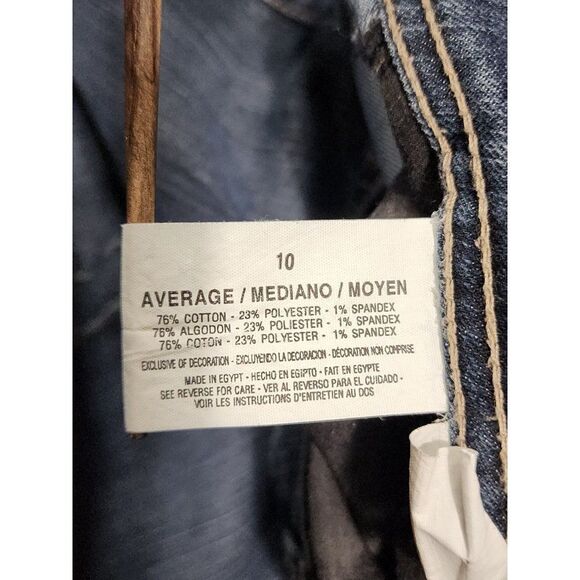 10
AVERAGE / MEDIANO / MOYEN
76% COTTON - 23% POLYESTER - 1% SPANDEX
76% ALGODON - 23% POLIESTER - 1% SPANDEX
76% COTON - 23% POLYESTER - 1% SPANDEX
EXCLUSIVE OF DECORATION - EXCLUYENDO LA DECORACION - DÉCORATION NON COMPRISE
MADE IN EGYPT - HECHO EN EGIPTO - FAIT EN EGYPTE
SEE REVERSE FOR CARE - VER AL REVERSO PARA EL CUIDADO -
VOIR LES INSTRUCTIONS D'ENTRETIEN AU DOS